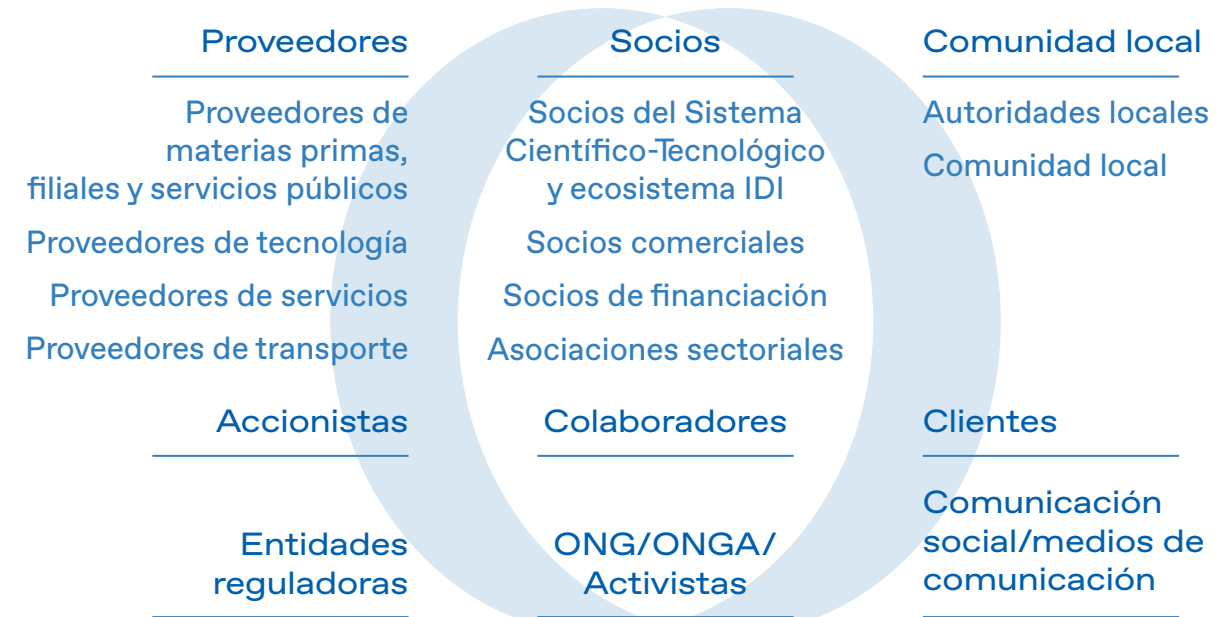 Proveedores
Proveedores de
materias primas,
filiales y servicios públicos
Proveedores de tecnología
Proveedores de servicios
Proveedores de transporte
Socios
Socios del Sistema
Científico-Tecnológico
y ecosistema IDI
Socios comerciales
Socios de financiación
Asociaciones sectoriales
Comunidad local
Autoridades locales
Comunidad local
Accionistas
Colaboradores
Clientes
Entidades
reguladoras
ONG/ONGA/
Activistas
Comunicación
social/medios de
comunicación